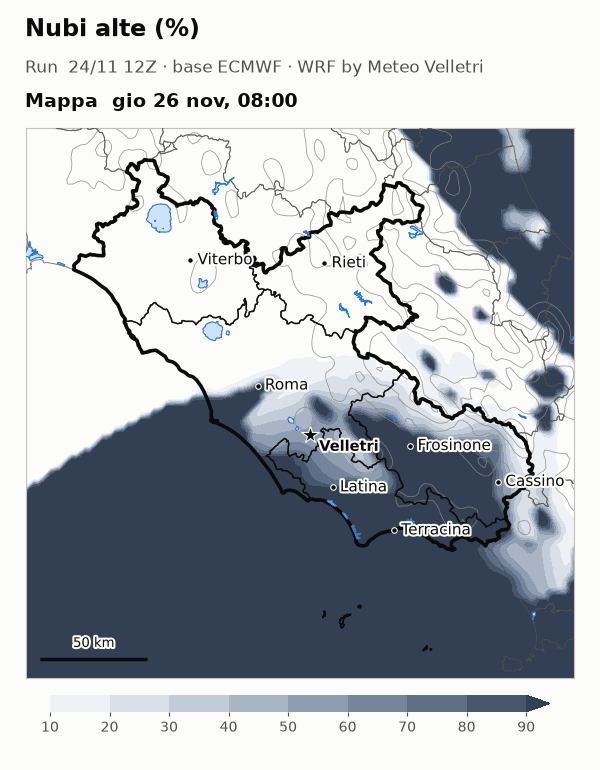 Nubi alte (%)
Run 24/11 12Z · base ECMWF · WRF by Meteo Velletri
Mappa gio 26 nov, 08:00
Viterbo
Rieti
Roma
Velletri
Frosinone
Latina
Cassino
Terracina
50 km
10 20 30 40 50 60 70 80 90